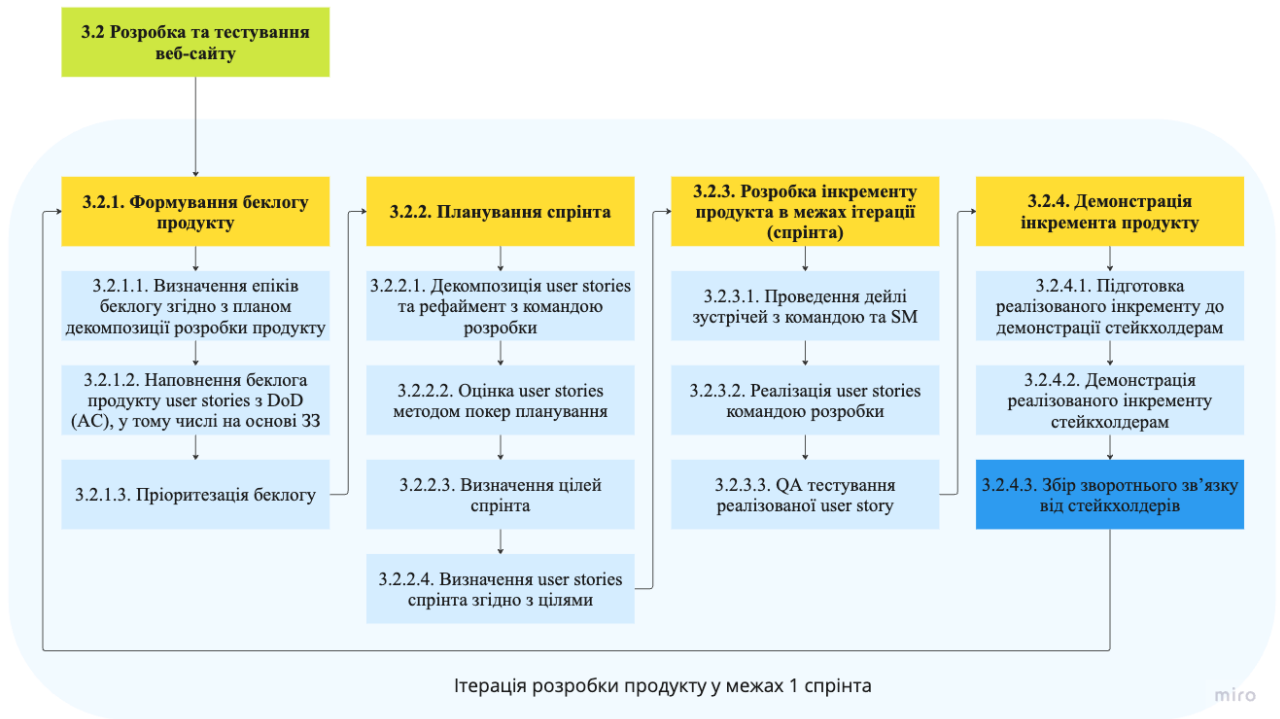 3.2 Розробка та тестування
веб-сайту
3.2.1. Формування беклогу
продукту
3.2.1.1. Визначення епіків
беклогу згідно з планом
декомпозиції розробки продукту
3.2.1.2. Наповнення беклога
продукту user stories з DoD
(AC), у тому числі на основі ЗЗ
3.2.1.3. Пріоритезація беклогу
3.2.2. Планування спрінта
3.2.2.1. Декомпозиція user stories
та рефаймент з командою
розробки
3.2.2.2. Оцінка user stories
методом покер планування
3.2.2.3. Визначення цілей
спрінта
3.2.2.4. Визначення user stories
спрінта згідно з цілями
3.2.3. Розробка інкременту
продукта в межах ітерації
(спрінта)
3.2.3.1. Проведення дейлі
зустрічей з командою та SM
3.2.3.2. Реалізація user stories
командою розробки
3.2.3.3. QA тестування
реалізованої user story
3.2.4. Демонстрація
інкремента продукту
3.2.4.1. Підготовка
реалізованого інкременту до
демонстрації стейкхолдерам
3.2.4.2. Демонстрація
реалізованого інкременту
стейкхолдерам
3.2.4.3. Збір зворотнього зв’язку
від стейкхолдерів
Ітерація розробки продукту у межах 1 спрінта
miro